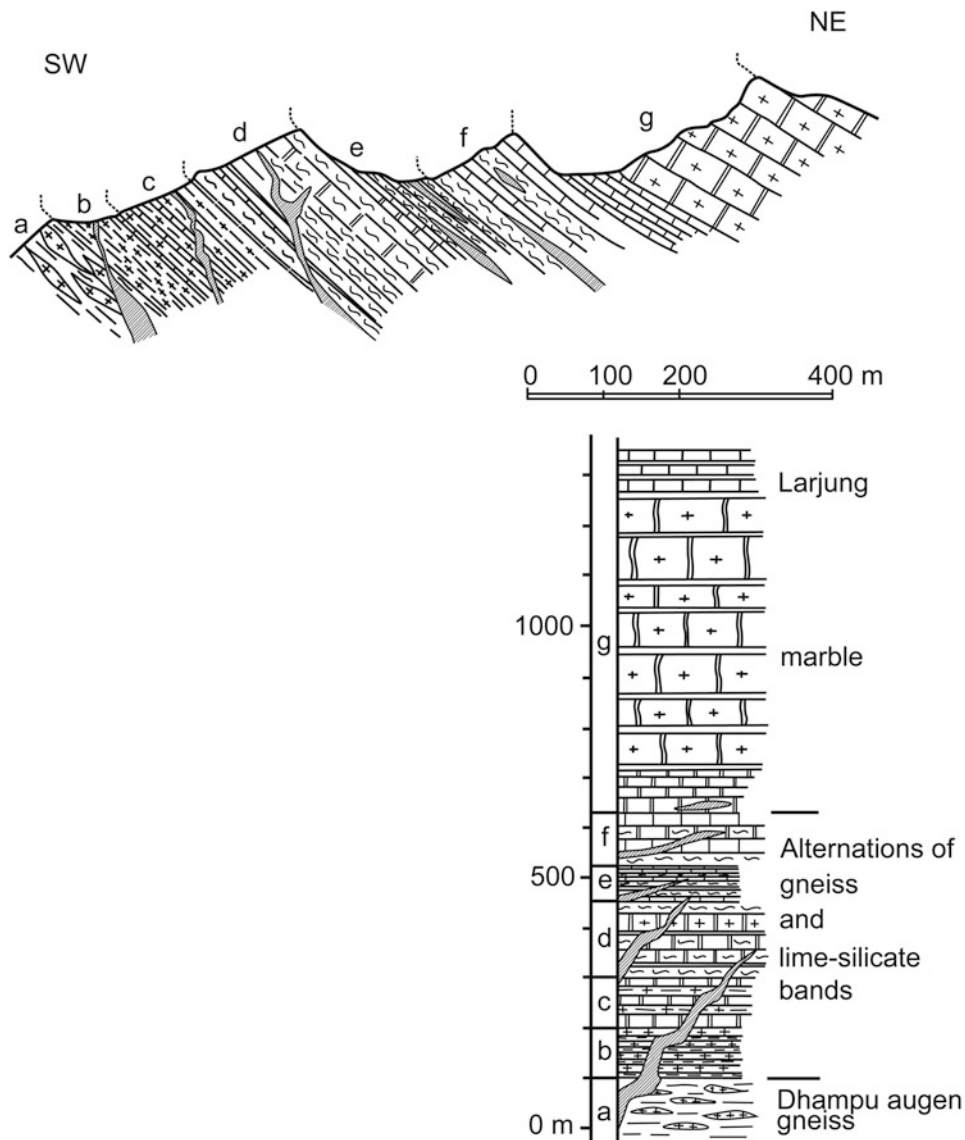 NE
SW
a
b
c
d
e
f
g
0 100 200 400 m
Larjung
1000
g
marble
f
Alternations of
gneiss
500
e
and
d
lime-silicate
bands
c
b
a
Dhampu augen
gneiss
0 m